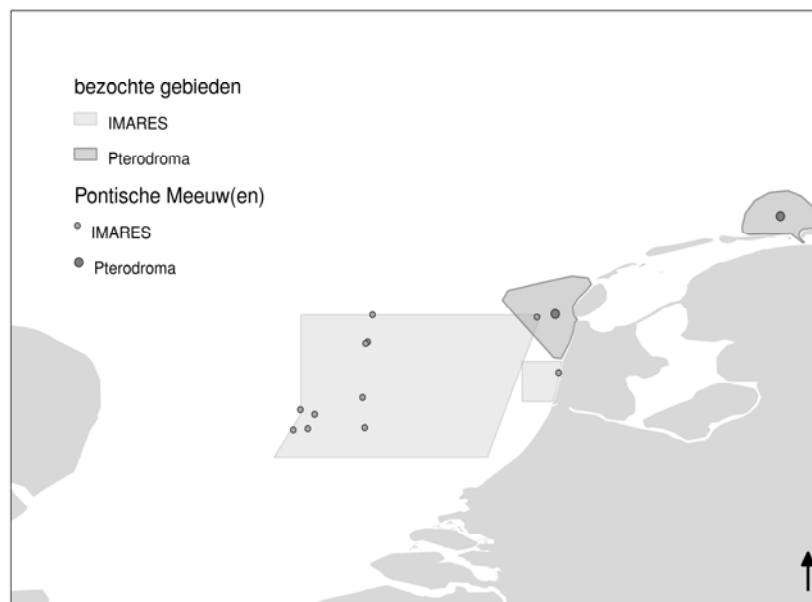 bezochte gebieden
IMARES
Pterodroma
Pontische Meeuw(en)
IMARES
Pterodroma